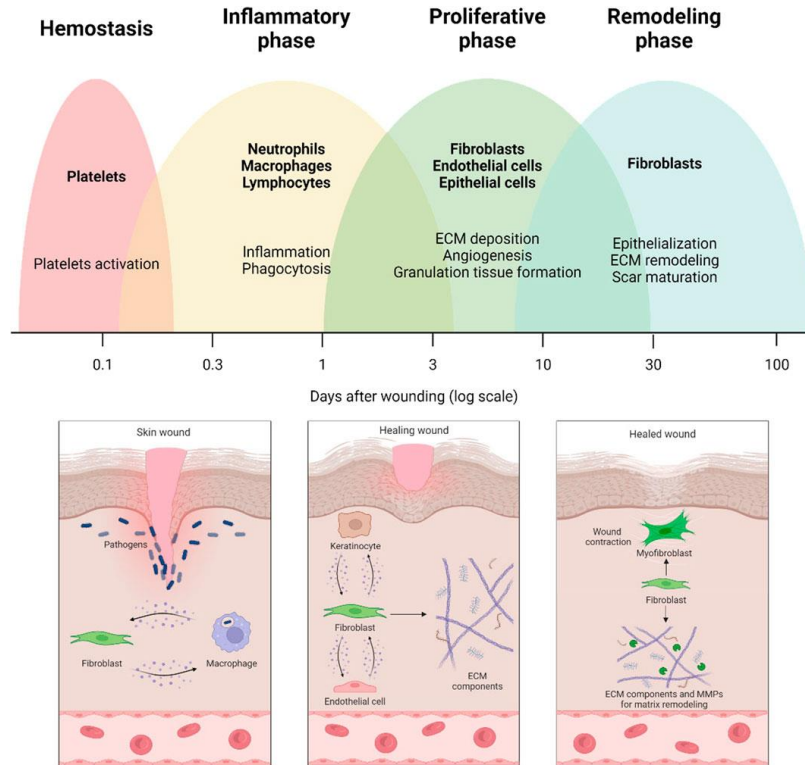 Hemostasis
Inflammatory
phase
Proliferative
phase
Remodeling
phase
Platelets
Platelets activation
Neutrophils
Macrophages
Lymphocytes
Inflammation
Phagocytosis
Fibroblasts
Endothelial cells
Epithelial cells
ECM deposition
Angiogenesis
Granulation tissue formation
Fibroblasts
Epithelialization
ECM remodeling
Scar maturation
0.1
0.3
1
3
10
30
100
Days after wounding (log scale)
Skin wound
Pathogens
Fibroblast
Macrophage
Healing wound
Keratinocyte
Fibroblast
Endothelial cell
ECM
components
Healed wound
Wound
contraction
Myofibroblast
Fibroblast
ECM components and MMPs
for matrix remodeling